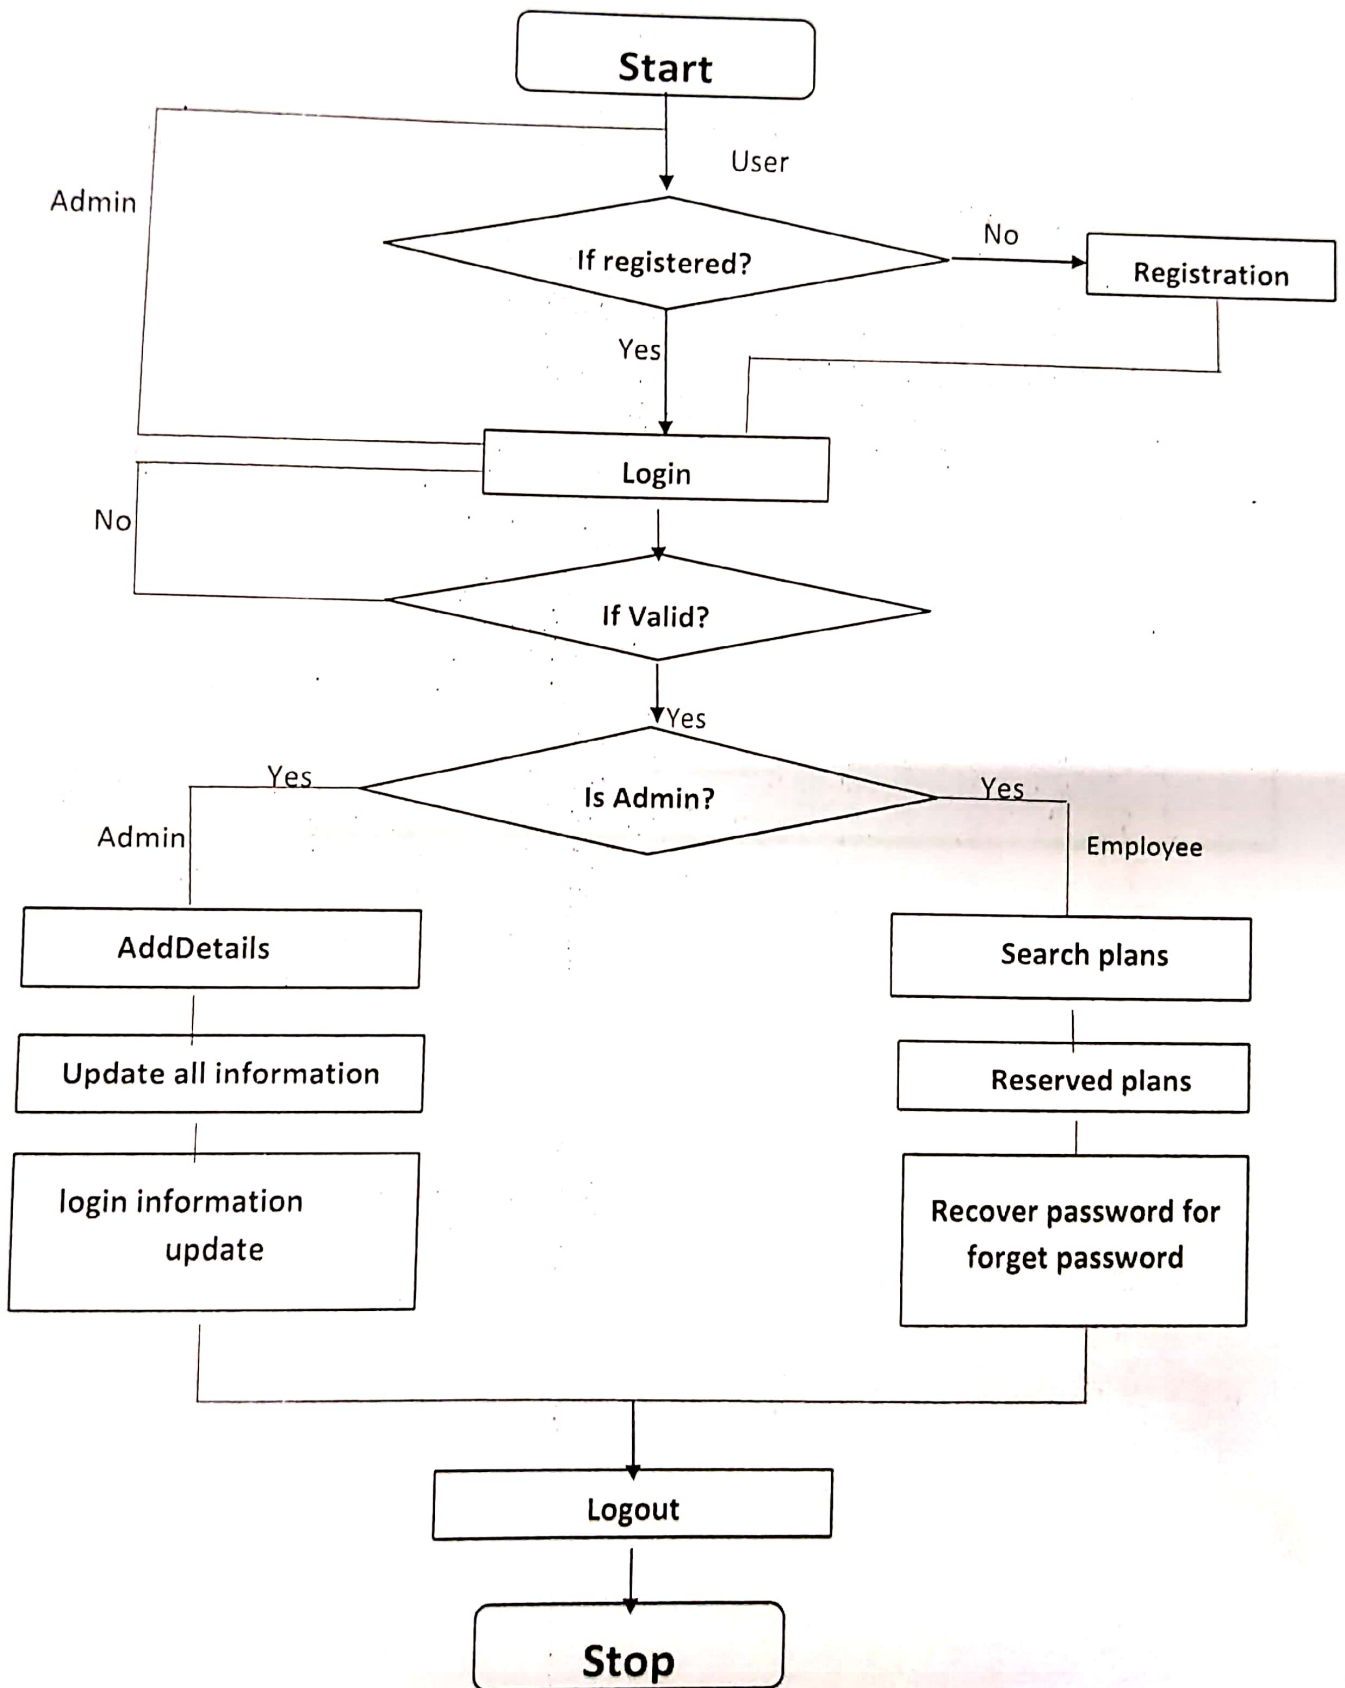 Start
User
Admin
If registered?
No
Registration
Yes
Login
No
If Valid?
Yes
Is Admin?
Yes
Yes
Admin
Employee
AddDetails
Search plans
Update all information
Reserved plans
login information
update
Recover password for
forget password
Logout
Stop